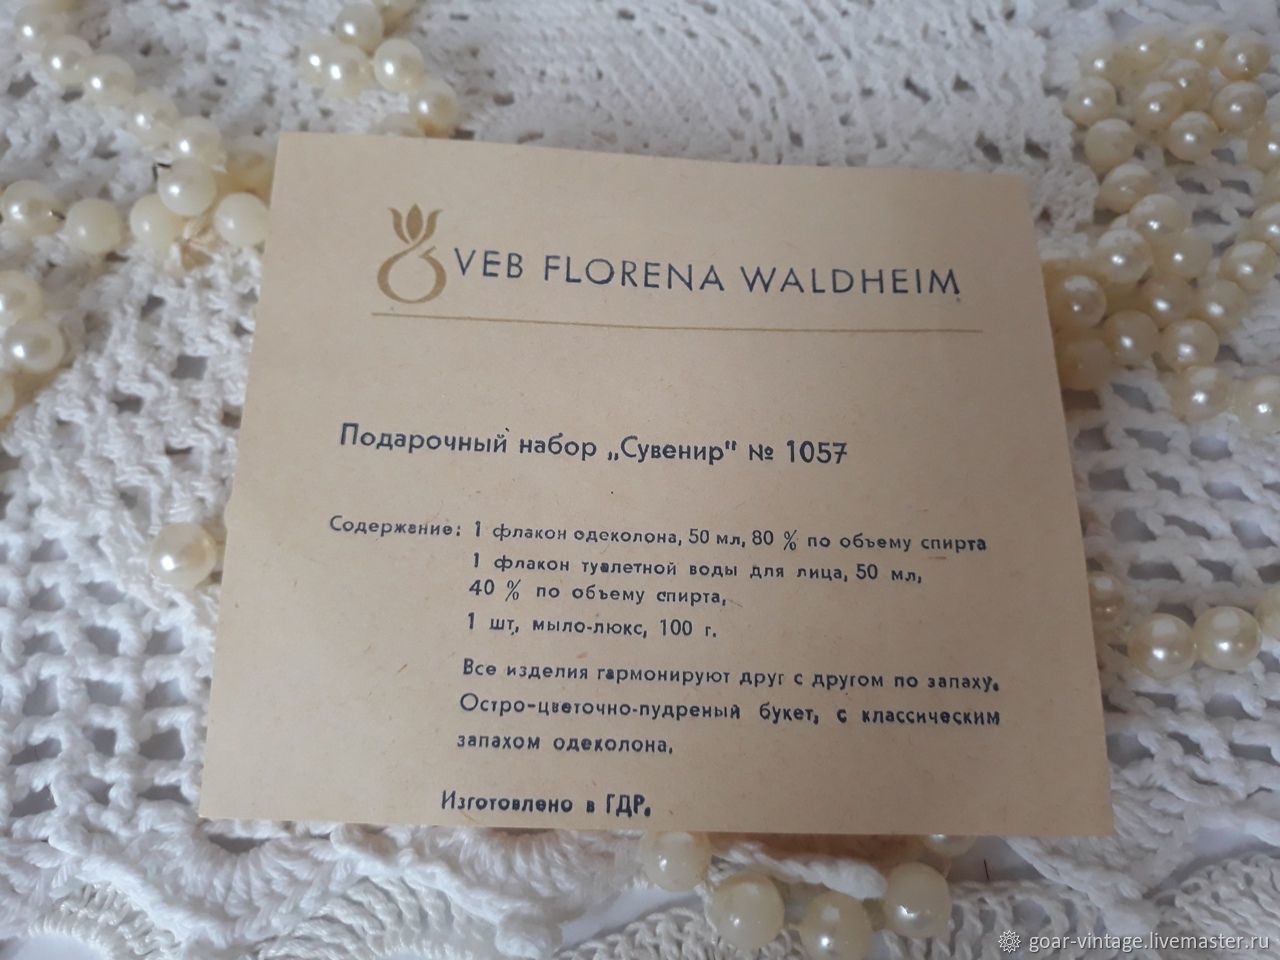 VEB FLORENA WALDHEIM
Подарочный набор „Сувенир" № 1057
Содержание: 1 флакон одеколона, 50 мл, 80 % по объему спирта
1 флакон туалетной воды для лица, 50 мл,
40 % по объему спирта,
1 шт, мыло-люкс, 100 г.
Все изделия гармонируют друг с другом по запаху.
Остро-цветочно-пудреный букет, с классическим
запахом одеколона.
Изготовлено в ГДР.
goar-vintage.livemaster.ru